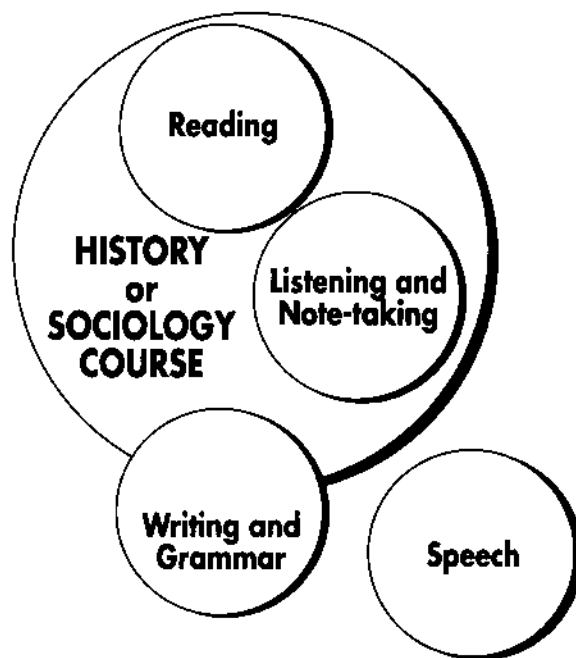 Reading
HISTORY
or
SOCIOLOGY
COURSE
Listening and
Note-taking
Writing and
Grammar
Speech